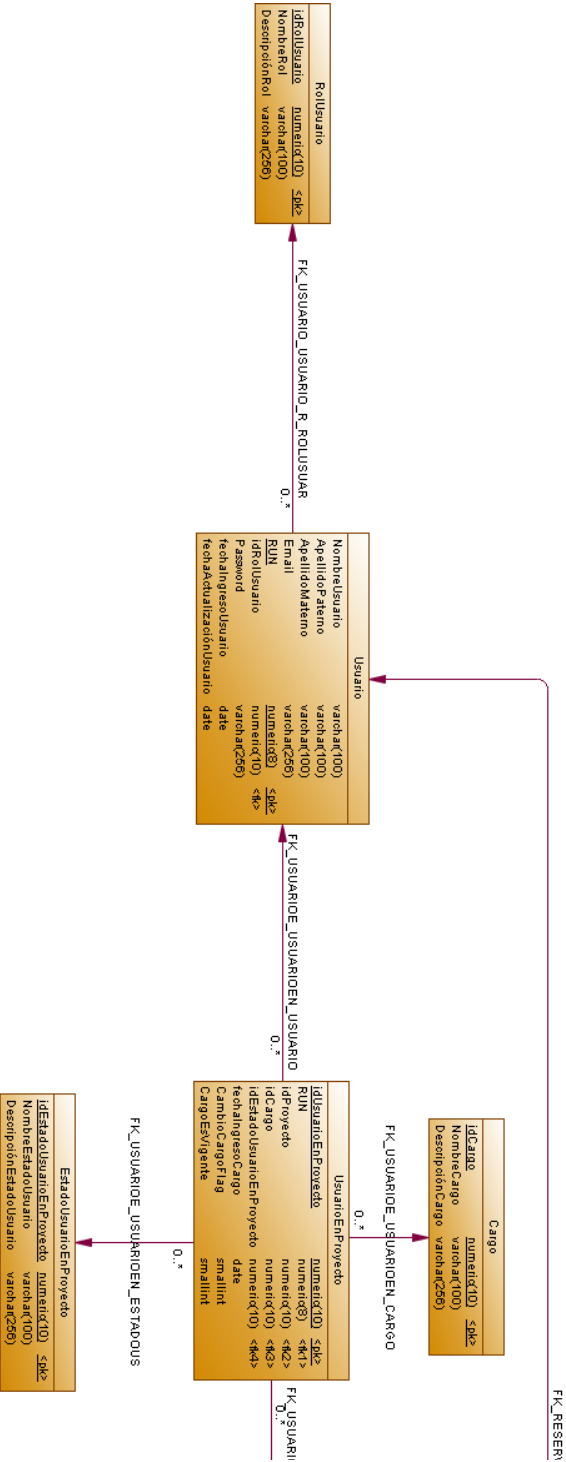 RolUsuario
idRolUsuario numeric(10) <pk>
NombreRol varchar(100)
DescripciónRol varchar(256)
FK_USUARIO_USUARIO_R_ROLUSUAR
0..*
Usuario
NombreUsuario varchar(100)
ApellidoPaterno varchar(100)
ApellidoMaterno varchar(100)
Email varchar(256)
RUN numeric(8) <pk>
idRolUsuario numeric(10) <fk>
Password varchar(256)
fechaIngresoUsuario date
fechaActualizaciónUsuario date
FK_USUARIOE_USUARIOEN_USUARIO
0..*
Cargo
idCargo numeric(10) <pk>
NombreCargo varchar(100)
DescripciónCargo varchar(256)
FK_USUARIOE_USUARIOEN_CARGO
0..*
UsuarioEnProyecto
idUsuarioEnProyecto numeric(10) <pk>
RUN numeric(8) <fk1>
idProyecto numeric(10) <fk2>
idCargo numeric(10) <fk3>
idEstadoUsuarioEnProyecto numeric(10) <fk4>
fechaIngresoCargo date
CambioCargoFlag smallint
CargoEsVigente smallint
FK_USUARIOE_USUARIOEN_ESTADOUS
0..*
EstadoUsuarioEnProyecto
idEstadoUsuarioEnProyecto numeric(10) <pk>
NombreEstadoUsuario varchar(100)
DescripciónEstadoUsuario varchar(256)
FK_RESERV
FK_USUARIO
0..*